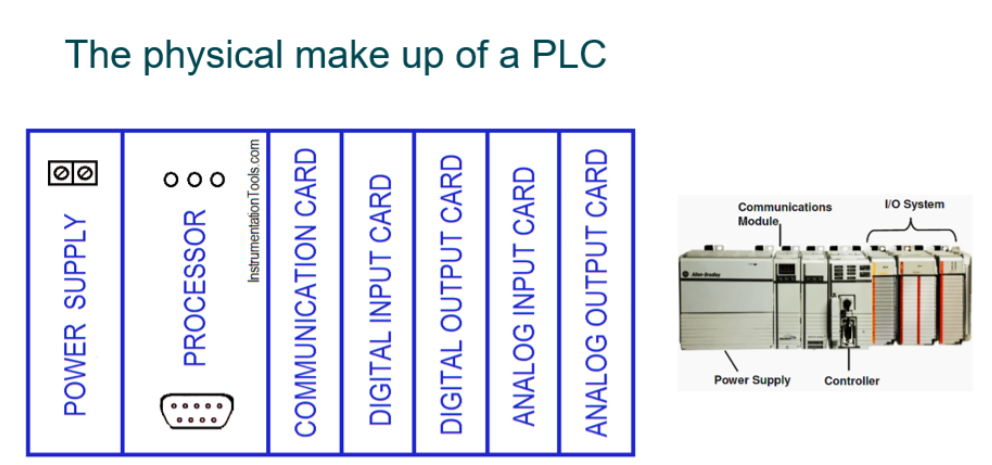 The physical make up of a PLC
POWER SUPPLY
PROCESSOR
InstrumentationTools.com
COMMUNICATION CARD
DIGITAL INPUT CARD
DIGITAL OUTPUT CARD
ANALOG INPUT CARD
ANALOG OUTPUT CARD
Communications
Module
I/O System
Allen-Bradley
Power Supply
Controller